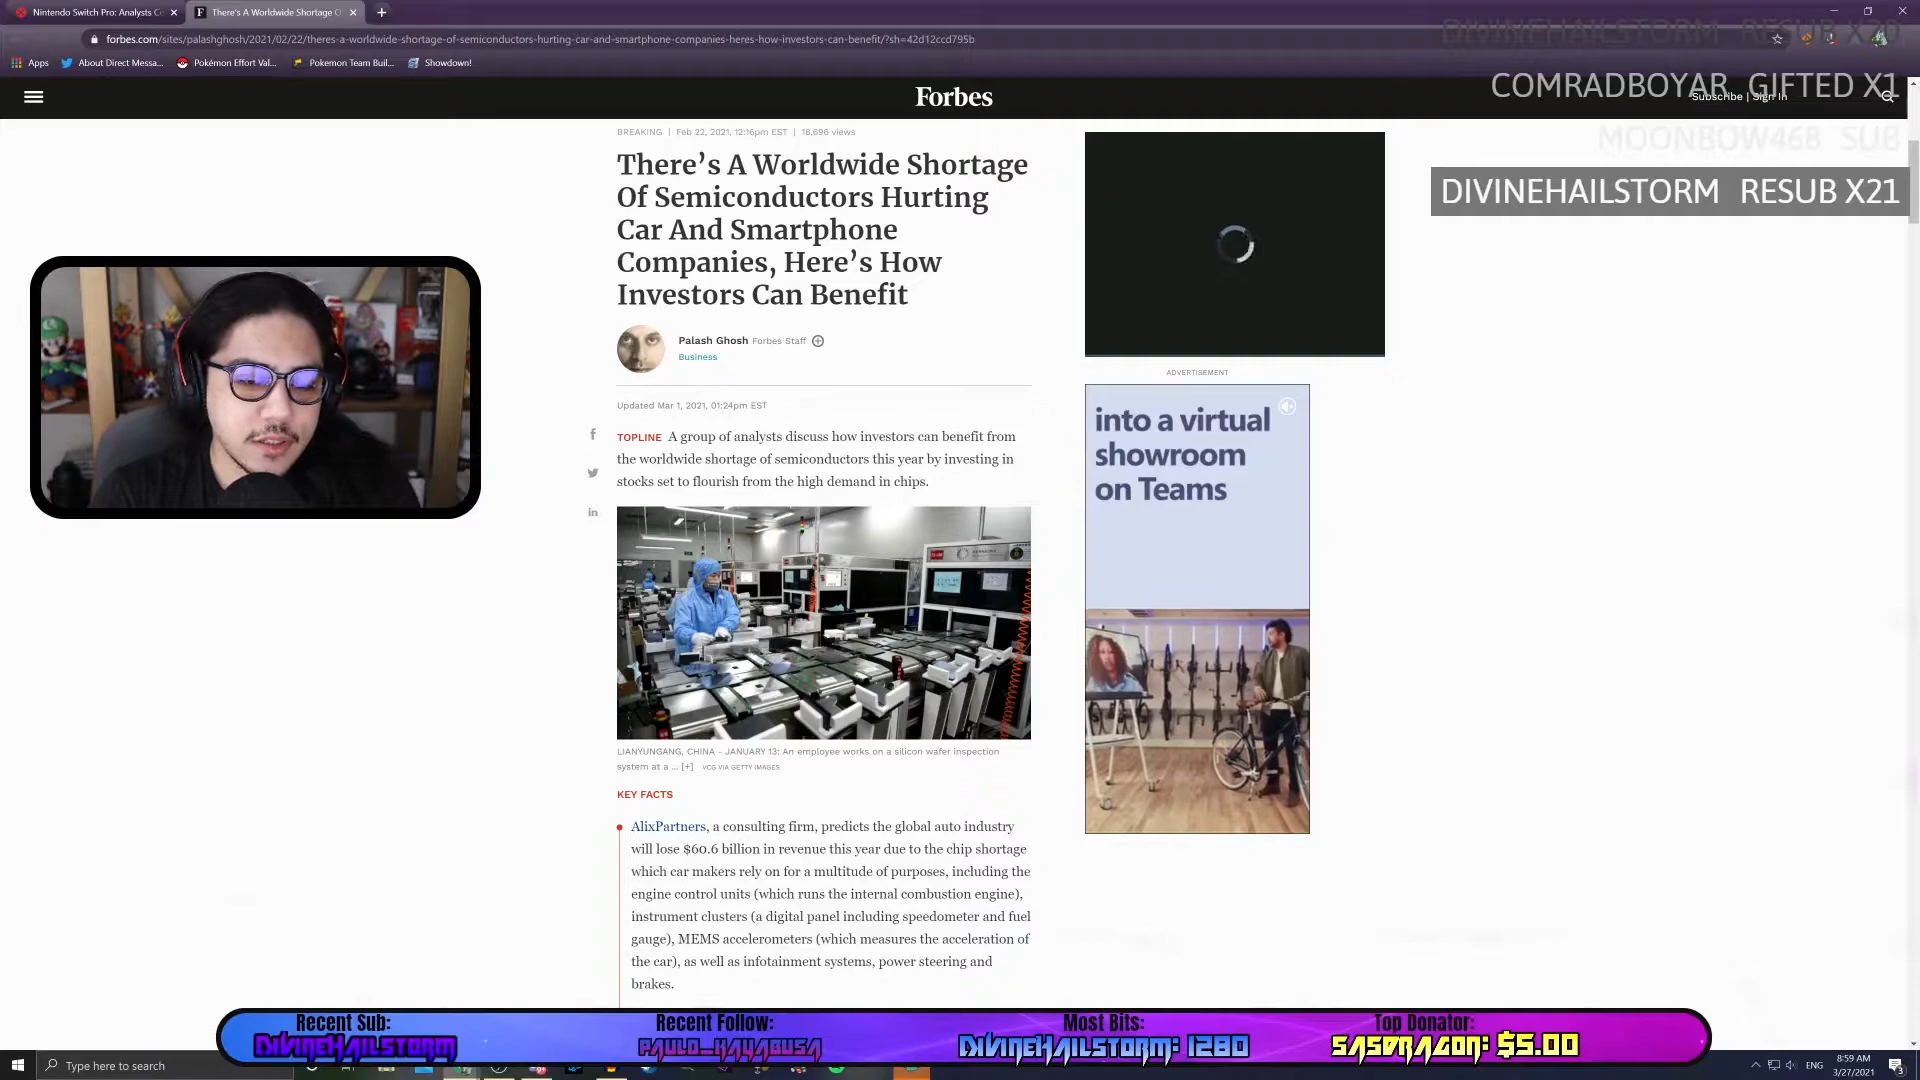 Nintendo Switch Pro: Analysts Co
There's A Worldwide Shortage O
forbes.com/sites/palashghosh/2021/02/22/theres-a-worldwide-shortage-of-semiconductors-hurting-car-and-smartphone-companies-heres-how-investors-can-benefit/?sh=42d12ccd795b
DIVINEHAILSTORM RESUB X20
Apps
About Direct Messa...
Pokémon Effort Val...
Pokemon Team Buil...
Showdown!
Forbes
Subscribe | Sign In
COMRADBOYAR GIFTED X1
MOONBOW468 SUB
DIVINEHAILSTORM RESUB X21
BREAKING | Feb 22, 2021, 12:16pm EST | 18,696 views
There's A Worldwide Shortage
Of Semiconductors Hurting
Car And Smartphone
Companies, Here's How
Investors Can Benefit
Palash Ghosh Forbes Staff
Business
Updated Mar 1, 2021, 01:24pm EST
TOPLINE A group of analysts discuss how investors can benefit from
the worldwide shortage of semiconductors this year by investing in
stocks set to flourish from the high demand in chips.
LIANYUNGANG, CHINA - JANUARY 13: An employee works on a silicon wafer inspection
system at a ... [+] VCG VIA GETTY IMAGES
KEY FACTS
AlixPartners, a consulting firm, predicts the global auto industry
will lose $60.6 billion in revenue this year due to the chip shortage
which car makers rely on for a multitude of purposes, including the
engine control units (which runs the internal combustion engine),
instrument clusters (a digital panel including speedometer and fuel
gauge), MEMS accelerometers (which measures the acceleration of
the car), as well as infotainment systems, power steering and
brakes.
ADVERTISEMENT
into a virtual
showroom
on Teams
Recent Sub:
DivineHailstorm
Recent Follow:
Paulo_Hayabusa
Most Bits:
DivineHailstorm: 1280
Top Donator:
SASDRAGON: $5.00
Type here to search
ENG
8:59 AM
3/27/2021
3